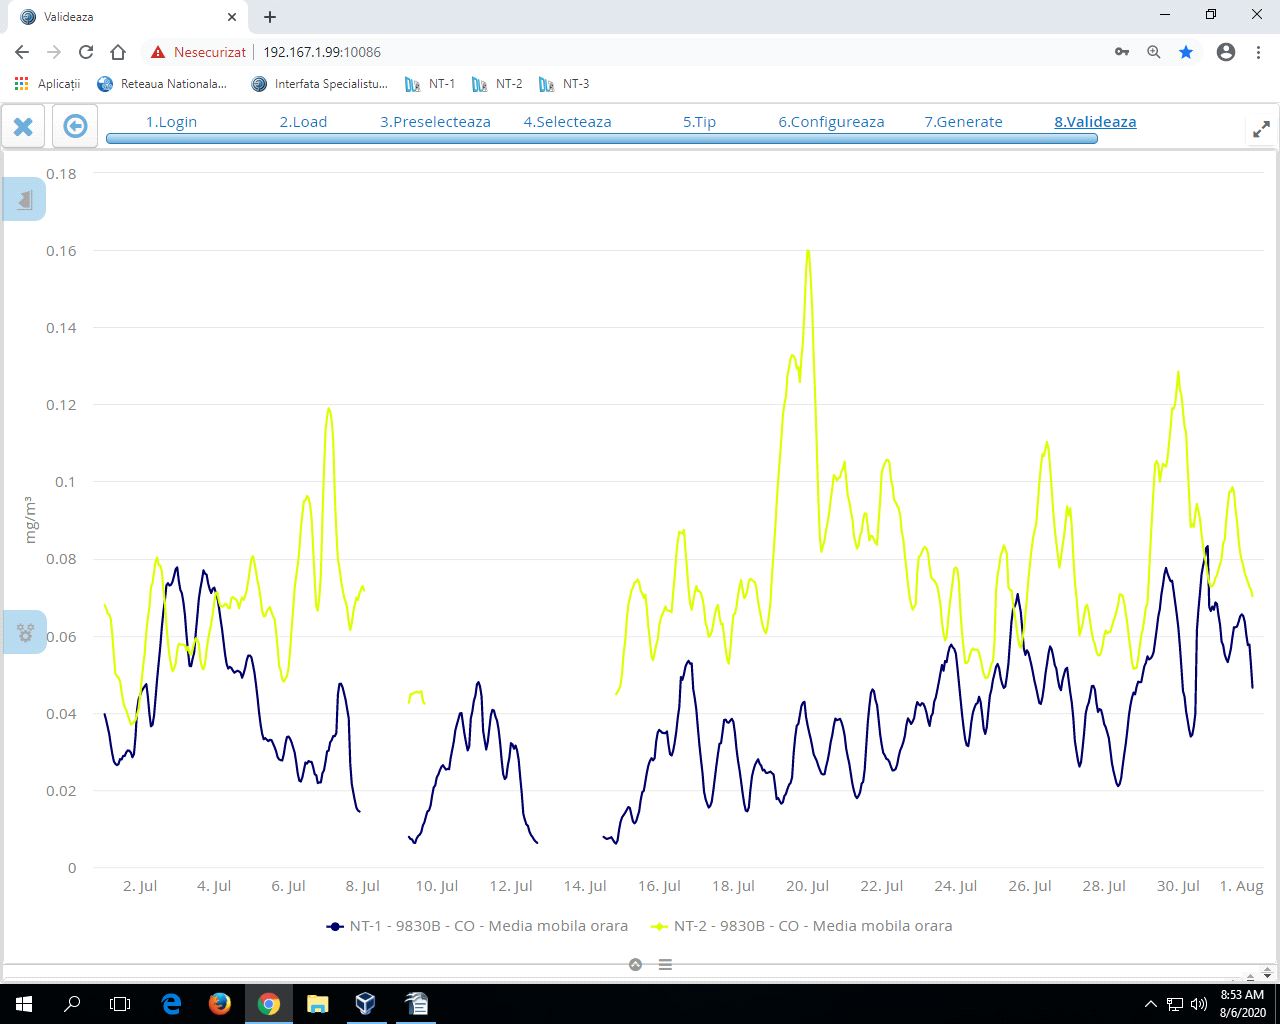 Valideaza
Nesecurizat 192.167.1.99:10086
Aplicații Reteaua Nationala... Interfata Specialistu... NT-1 NT-2 NT-3
1.Login 2.Load 3.Preselecteaza 4.Selecteaza 5.Tip 6.Configureaza 7.Generate 8.Valideaza
0.18
0.16
0.14
0.12
0.1
mg/m³
0.08
0.06
0.04
0.02
0
2. Jul 4. Jul 6. Jul 8. Jul 10. Jul 12. Jul 14. Jul 16. Jul 18. Jul 20. Jul 22. Jul 24. Jul 26. Jul 28. Jul 30. Jul 1. Aug
NT-1 - 9830B - CO - Media mobila orara NT-2 - 9830B - CO - Media mobila orara
8:53 AM
8/6/2020